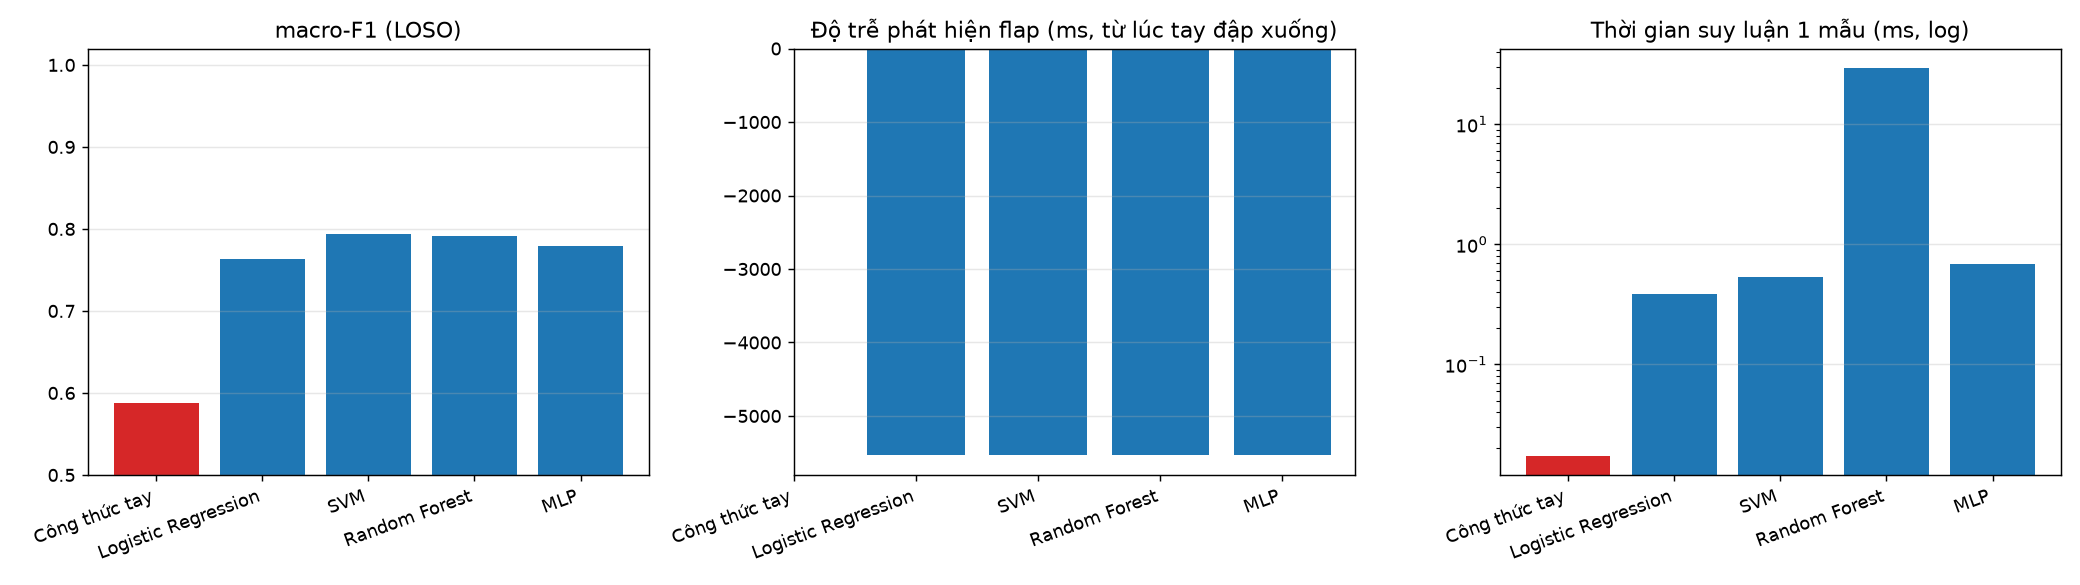 macro-F1 (LOSO)
1.0
0.9
0.8
0.7
0.6
0.5
Công thức tay
Logistic Regression
SVM
Random Forest
MLP
Độ trễ phát hiện flap (ms, từ lúc tay đập xuống)
0
−1000
−2000
−3000
−4000
−5000
Công thức tay
Logistic Regression
SVM
Random Forest
MLP
Thời gian suy luận 1 mẫu (ms, log)
10¹
10⁰
10⁻¹
Công thức tay
Logistic Regression
SVM
Random Forest
MLP